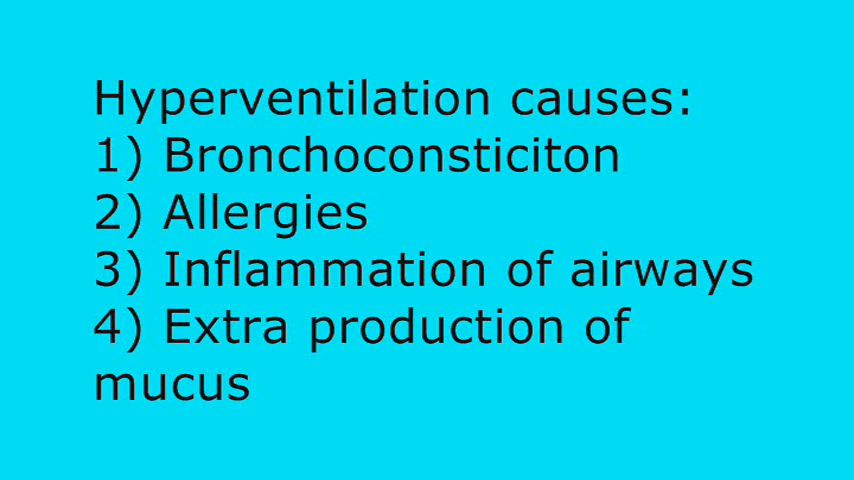 Hyperventilation causes:
1) Bronchoconsticiton
2) Allergies
3) Inflammation of airways
4) Extra production of
mucus